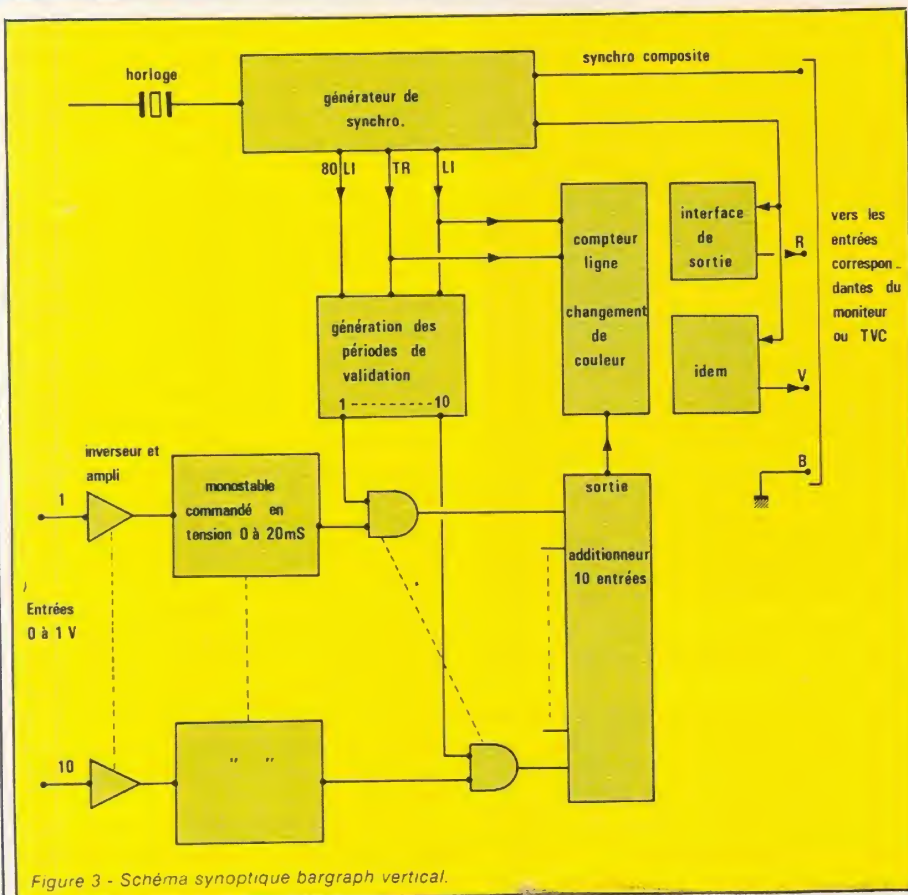 horloge
générateur de
synchro.
synchro composite
80 LI
TR
LI
compteur
ligne
changement
de
couleur
interface
de
sortie
R
idem
V
B
vers les
entrées
correspon_
dantes du
moniteur
ou TVC
génération des
périodes de
validation
1 ---------- 10
inverseur et
ampli
1
monostable
commandé en
tension 0 à 20mS
Entrées
0 à 1 V
sortie
additionneur
10 entrées
10
" "
Figure 3 - Schéma synoptique bargraph vertical.